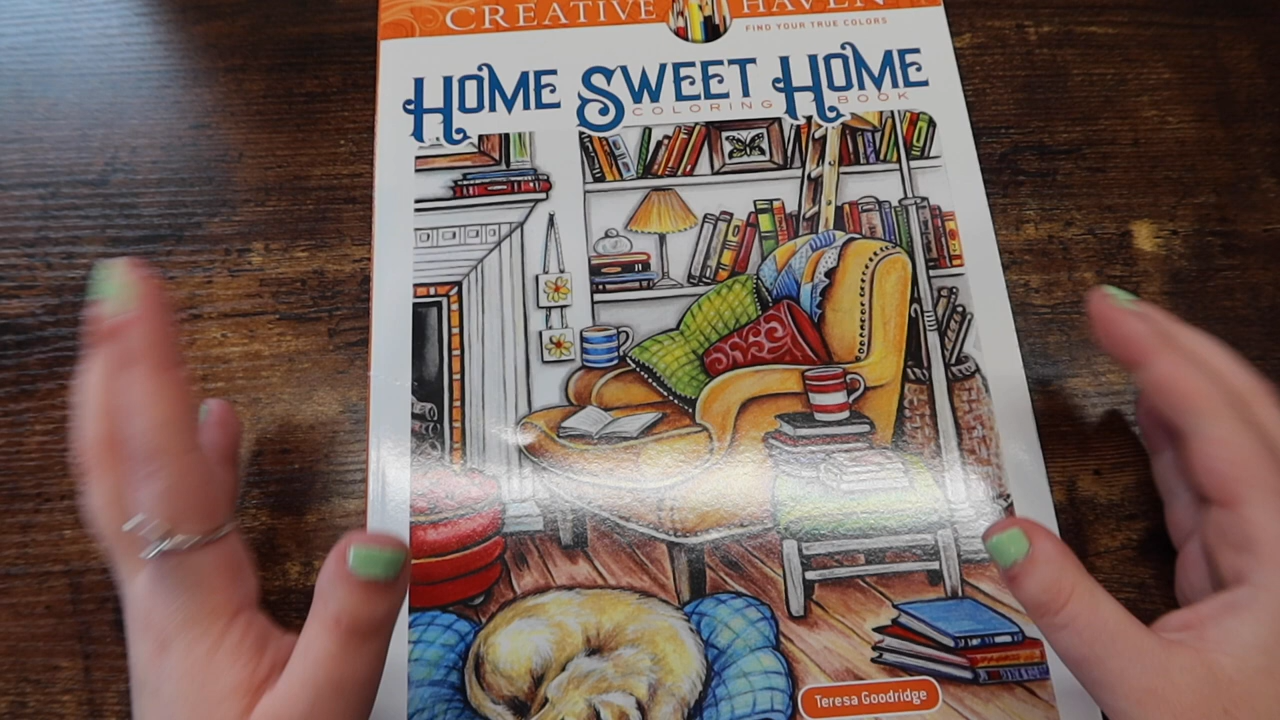 CREATIVE HAVEN
FIND YOUR TRUE COLORS
HOME SWEET HOME
COLORING BOOK
Teresa Goodridge